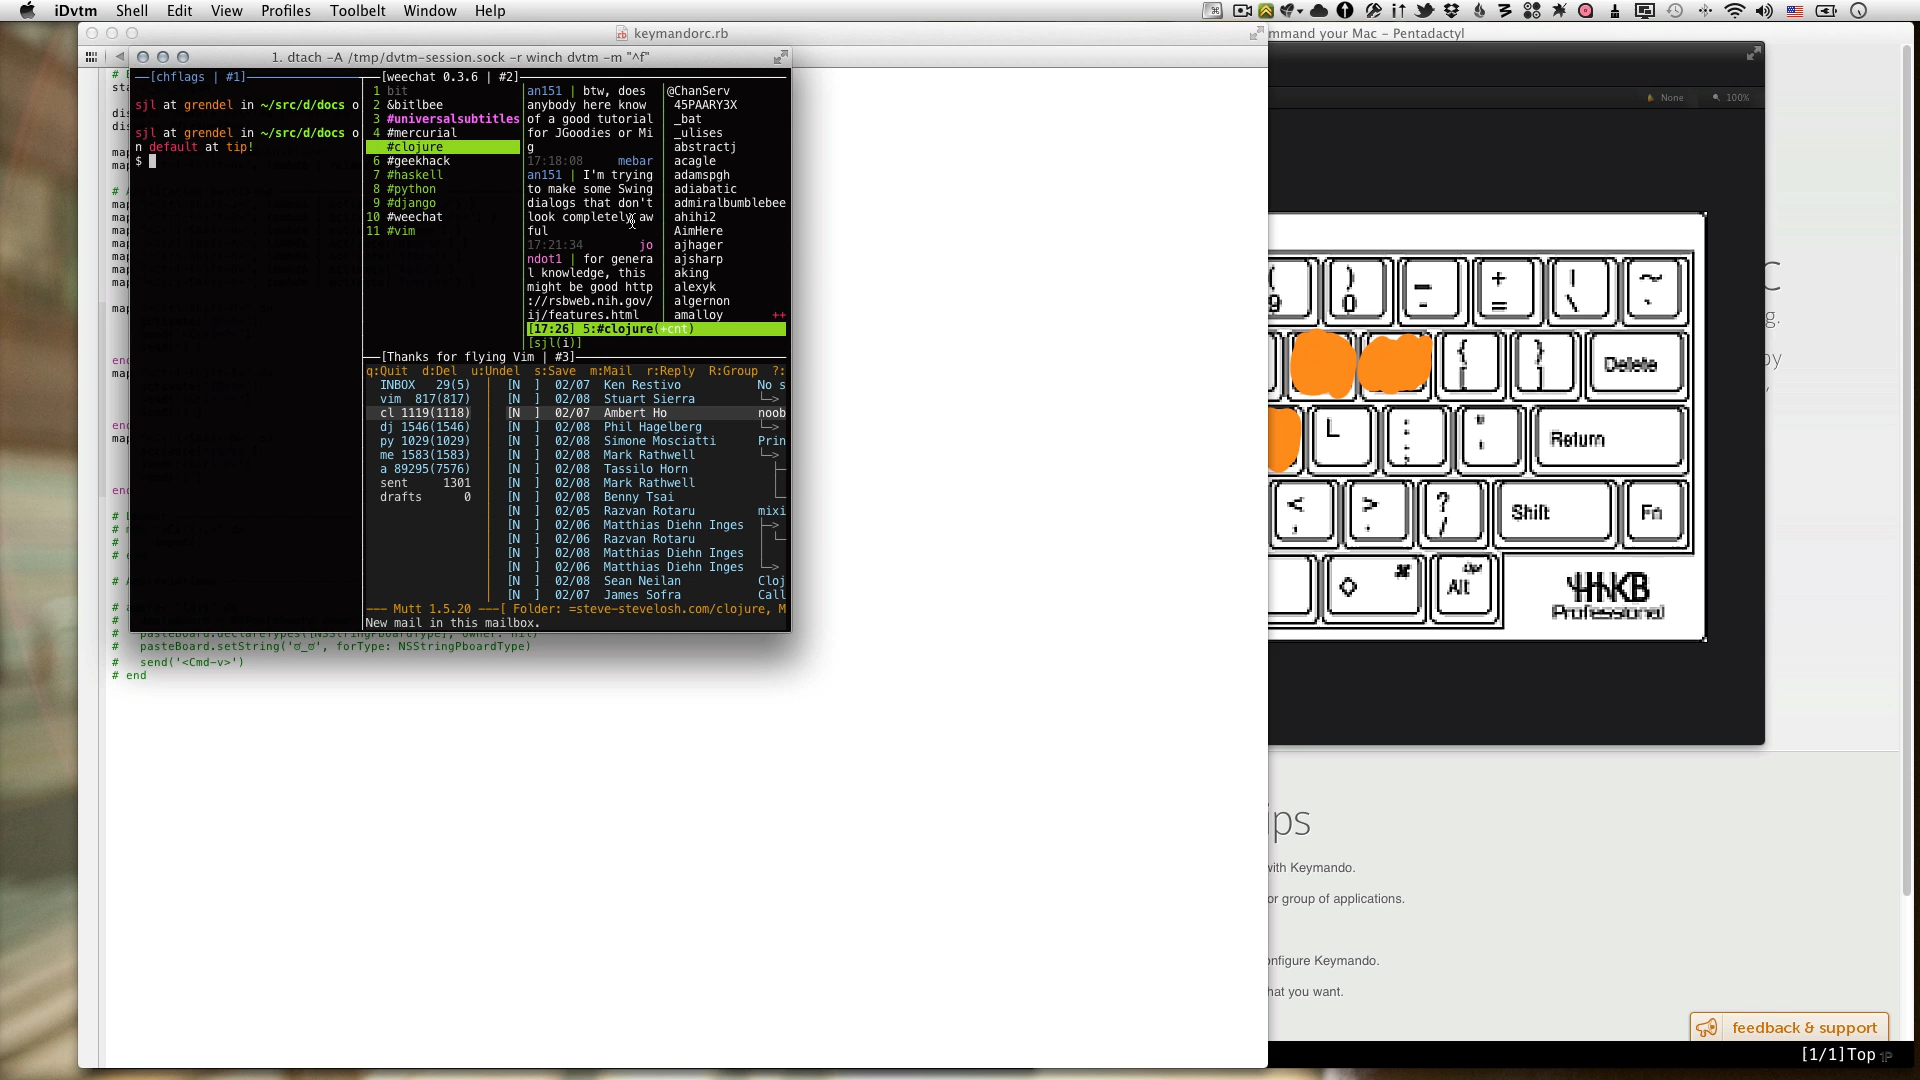 iDvtm Shell Edit View Profiles Toolbelt Window Help
keymandorc.rb
mmand your Mac – Pentadactyl
1. dtach -A /tmp/dvtm-session.sock -r winch dvtm -m "^f"
None 100%
[chflags | #1]
sjl at grendel in ~/src/d/docs o
sjl at grendel in ~/src/d/docs o
n default at tip!
$
[weechat 0.3.6 | #2]
1 bit
2 &bitlbee
3 #universalsubtitles
4 #mercurial
#clojure
6 #geekhack
7 #haskell
8 #python
9 #django
10 #weechat
11 #vim
an151 | btw, does
anybody here know
of a good tutorial
for JGoodies or Mi
g
17:18:08 mebar
an151 | I'm trying
to make some Swing
dialogs that don't
look completely aw
ful
17:21:34 jo
ndot1 | for genera
l knowledge, this
might be good http
://rsbweb.nih.gov/
ij/features.html
@ChanServ
45PAARY3X
_bat
_ulises
abstractj
acagle
adamspgh
adiabatic
admiralbumblebee
ahihi2
AimHere
ajhager
ajsharp
aking
alexyk
algernon
amalloy ++
[17:26] 5:#clojure(+cnt)
[sjl(i)]
[Thanks for flying Vim | #3]
q:Quit d:Del u:Undel s:Save m:Mail r:Reply R:Group ?:
INBOX 29(5) [N ] 02/07 Ken Restivo No s
vim 817(817) [N ] 02/08 Stuart Sierra
cl 1119(1118) [N ] 02/07 Ambert Ho noob
dj 1546(1546) [N ] 02/08 Phil Hagelberg
py 1029(1029) [N ] 02/08 Simone Mosciatti Prin
me 1583(1583) [N ] 02/08 Mark Rathwell
a 89295(7576) [N ] 02/08 Tassilo Horn
sent 1301 [N ] 02/08 Mark Rathwell
drafts 0 [N ] 02/08 Benny Tsai
[N ] 02/05 Razvan Rotaru mixi
[N ] 02/06 Matthias Diehn Inges
[N ] 02/06 Razvan Rotaru
[N ] 02/08 Matthias Diehn Inges
[N ] 02/06 Matthias Diehn Inges
[N ] 02/08 Sean Neilan Cloj
[N ] 02/07 James Sofra Call
--- Mutt 1.5.20 ---[ Folder: =steve-stevelosh.com/clojure, M
New mail in this mailbox.
# pasteBoard.setString('ಠ_ಠ', forType: NSStringPboardType)
# send('<Cmd-v>')
# end
( 9 ) 0 – - + = | \ ~ `
{ [ } ] Delete
L : ; " ' Return
< , > . ? / Shift Fn
◇ ⌘ Opt Alt
HHKB
Professional
ips
with Keymando.
or group of applications.
onfigure Keymando.
hat you want.
feedback & support
[1/1]Top